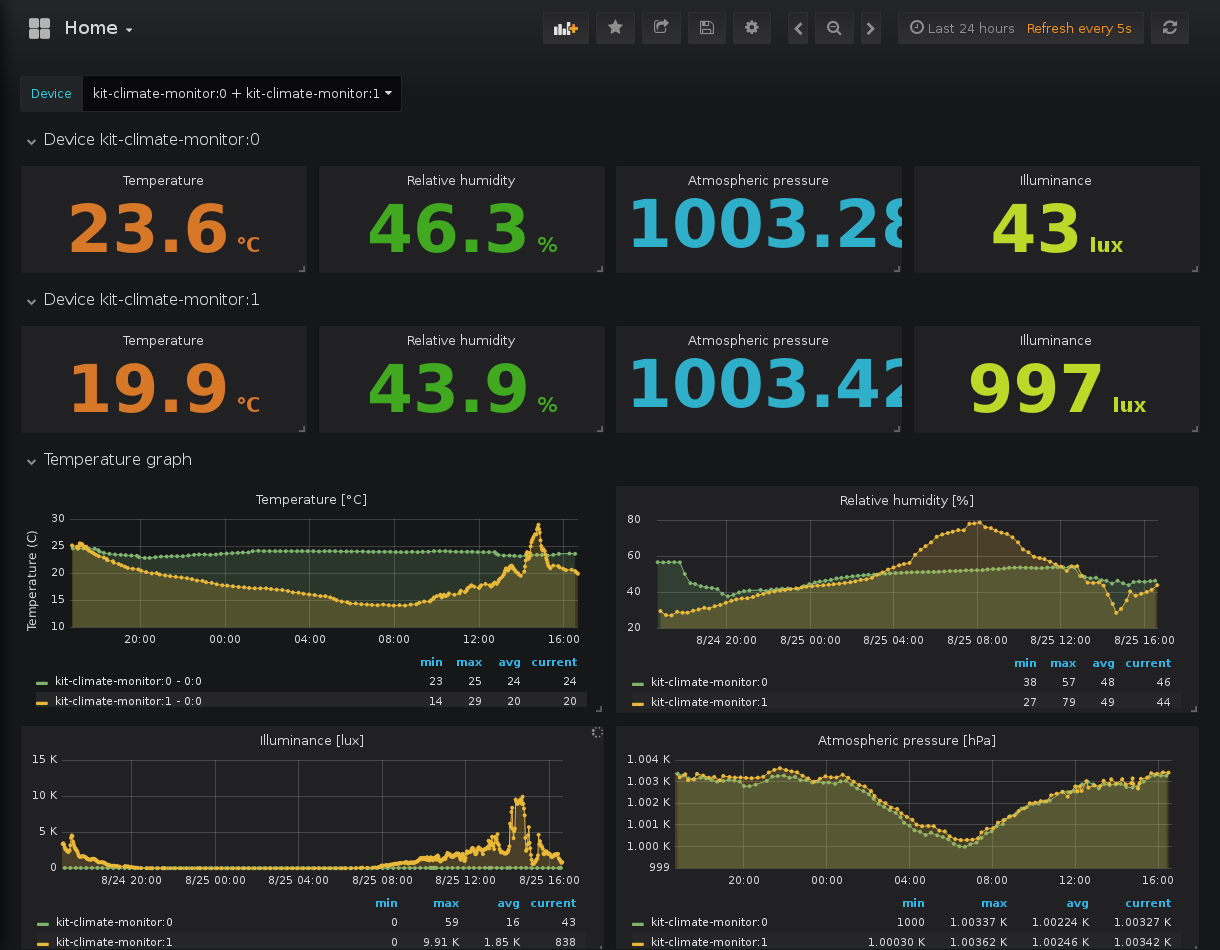 Home
Last 24 hours Refresh every 5s
Device kit-climate-monitor:0 + kit-climate-monitor:1
Device kit-climate-monitor:0
Temperature Relative humidity Atmospheric pressure Illuminance
23.6 °C 46.3 % 1003.28 43 lux
Device kit-climate-monitor:1
Temperature Relative humidity Atmospheric pressure Illuminance
19.9 °C 43.9 % 1003.42 997 lux
Temperature graph
Temperature [°C]
Temperature (C)
30
25
20
15
10
20:00 00:00 04:00 08:00 12:00 16:00
min max avg current
kit-climate-monitor:0 - 0:0 23 25 24 24
kit-climate-monitor:1 - 0:0 14 29 20 20
Relative humidity [%]
80
60
40
20
8/24 20:00 8/25 00:00 8/25 04:00 8/25 08:00 8/25 12:00 8/25 16:00
min max avg current
kit-climate-monitor:0 38 57 48 46
kit-climate-monitor:1 27 79 49 44
Illuminance [lux]
15 K
10 K
5 K
0
8/24 20:00 8/25 00:00 8/25 04:00 8/25 08:00 8/25 12:00 8/25 16:00
min max avg current
kit-climate-monitor:0 0 59 16 43
kit-climate-monitor:1 0 9.91 K 1.85 K 838
Atmospheric pressure [hPa]
1.004 K
1.003 K
1.002 K
1.001 K
1.000 K
999
20:00 00:00 04:00 08:00 12:00 16:00
min max avg current
kit-climate-monitor:0 1000 1.00337 K 1.00224 K 1.00327 K
kit-climate-monitor:1 1.00030 K 1.00362 K 1.00246 K 1.00342 K